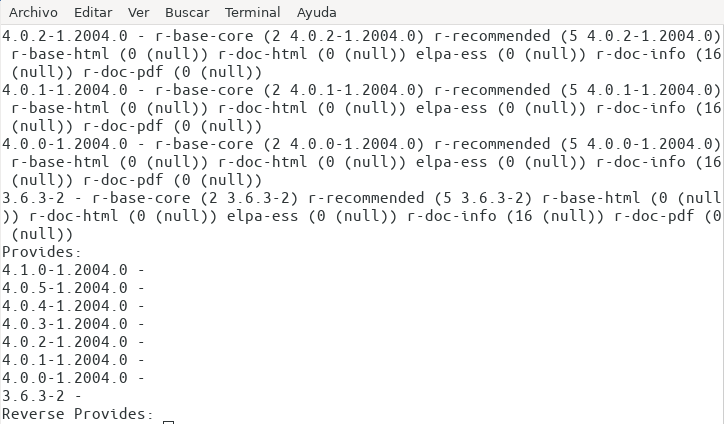 Archivo Editar Ver Buscar Terminal Ayuda
4.0.2-1.2004.0 - r-base-core (2 4.0.2-1.2004.0) r-recommended (5 4.0.2-1.2004.0)
 r-base-html (0 (null)) r-doc-html (0 (null)) elpa-ess (0 (null)) r-doc-info (16
 (null)) r-doc-pdf (0 (null))
4.0.1-1.2004.0 - r-base-core (2 4.0.1-1.2004.0) r-recommended (5 4.0.1-1.2004.0)
 r-base-html (0 (null)) r-doc-html (0 (null)) elpa-ess (0 (null)) r-doc-info (16
 (null)) r-doc-pdf (0 (null))
4.0.0-1.2004.0 - r-base-core (2 4.0.0-1.2004.0) r-recommended (5 4.0.0-1.2004.0)
 r-base-html (0 (null)) r-doc-html (0 (null)) elpa-ess (0 (null)) r-doc-info (16
 (null)) r-doc-pdf (0 (null))
3.6.3-2 - r-base-core (2 3.6.3-2) r-recommended (5 3.6.3-2) r-base-html (0 (null
)) r-doc-html (0 (null)) elpa-ess (0 (null)) r-doc-info (16 (null)) r-doc-pdf (0
 (null))
Provides:
4.1.0-1.2004.0 -
4.0.5-1.2004.0 -
4.0.4-1.2004.0 -
4.0.3-1.2004.0 -
4.0.2-1.2004.0 -
4.0.1-1.2004.0 -
4.0.0-1.2004.0 -
3.6.3-2 -
Reverse Provides: